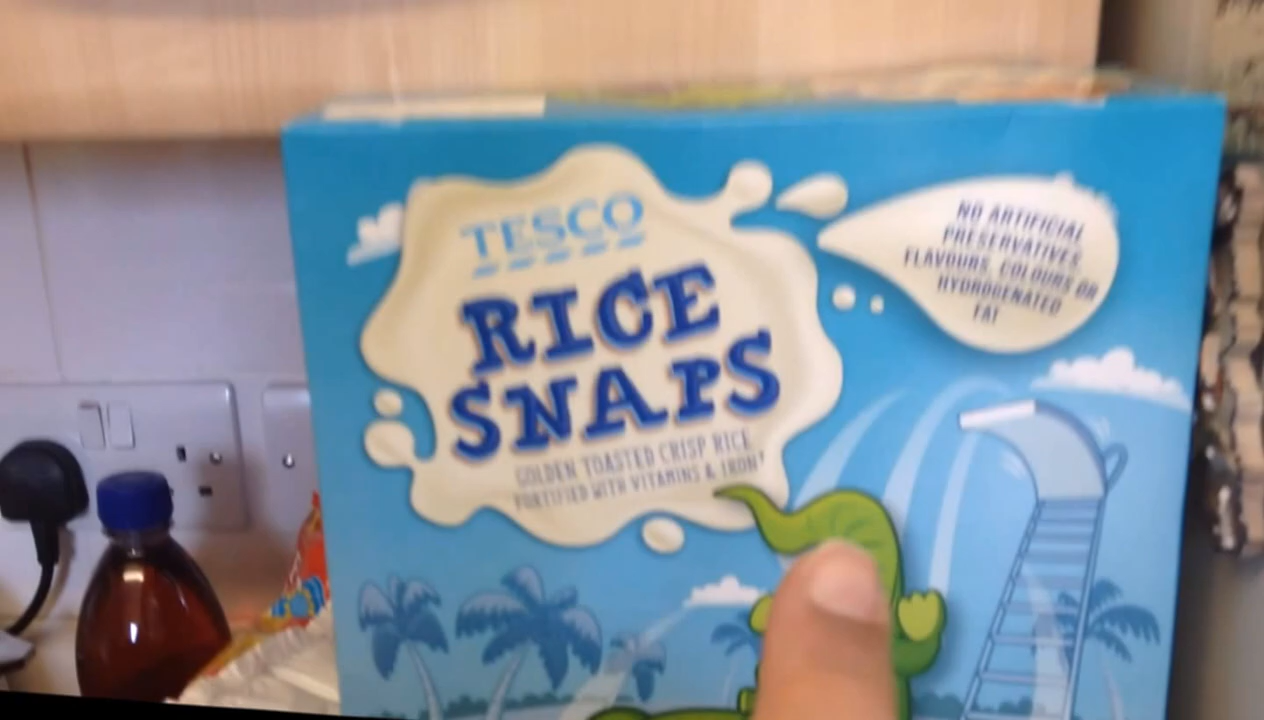 TESCO
RICE
SNAPS
GOLDEN TOASTED CRISP RICE
FORTIFIED WITH VITAMINS & IRON
NO ARTIFICIAL
PRESERVATIVES,
FLAVOURS, COLOURS OR
HYDROGENATED
FAT